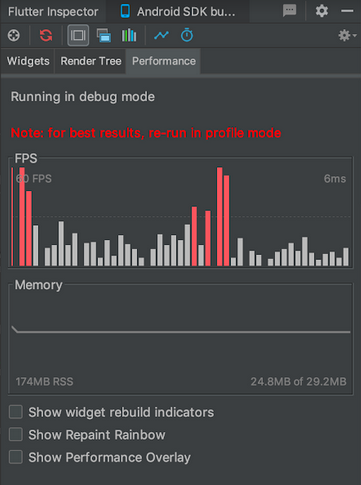 Flutter Inspector
Android SDK bu...
Widgets Render Tree Performance
Running in debug mode
Note: for best results, re-run in profile mode
FPS
60 FPS 6ms
Memory
174MB RSS 24.8MB of 29.2MB
Show widget rebuild indicators
Show Repaint Rainbow
Show Performance Overlay